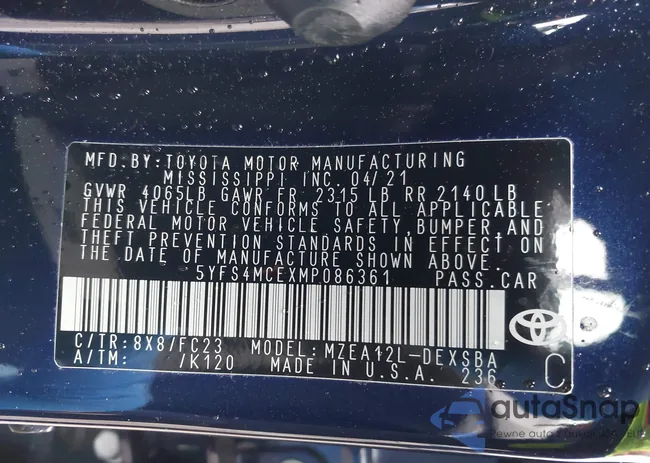 MFD. BY: TOYOTA MOTOR MANUFACTURING
MISSISSIPPI INC. 04/21
GVWR 4065LB GAWR FR 2315 LB RR 2140 LB
THIS VEHICLE CONFORMS TO ALL APPLICABLE
FEDERAL MOTOR VEHICLE SAFETY, BUMPER, AND
THEFT PREVENTION STANDARDS IN EFFECT ON
THE DATE OF MANUFACTURE SHOWN ABOVE.
5YFS4MCEXMP086361 PASS. CAR
C/TR: 8X8/FC23 MODEL: MZEA12L-DEXSBA
A/TM: /K120 MADE IN U.S.A. 236 C
autoSnap
Pewne auto